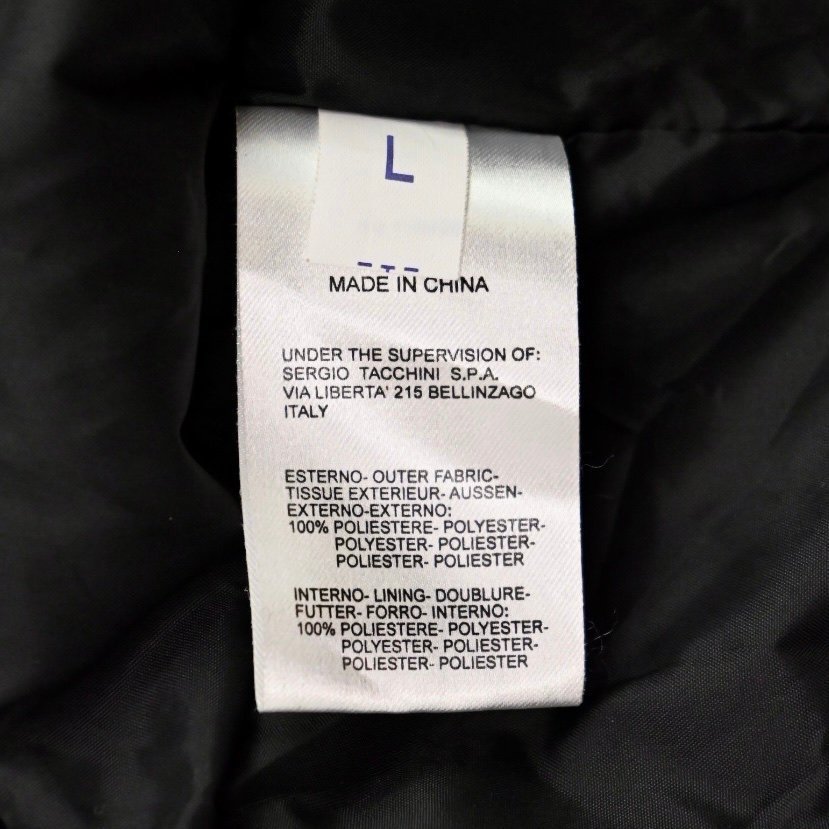 L
MADE IN CHINA
UNDER THE SUPERVISION OF:
SERGIO TACCHINI S.P.A.
VIA LIBERTA' 215 BELLINZAGO
ITALY
ESTERNO- OUTER FABRIC-
TISSUE EXTERIEUR- AUSSEN-
EXTERNO-EXTERNO:
100% POLIESTERE- POLYESTER-
POLYESTER- POLIESTER-
POLIESTER- POLIESTER
INTERNO- LINING- DOUBLURE-
FUTTER- FORRO- INTERNO:
100% POLIESTERE- POLYESTER-
POLYESTER- POLIESTER-
POLIESTER- POLIESTER